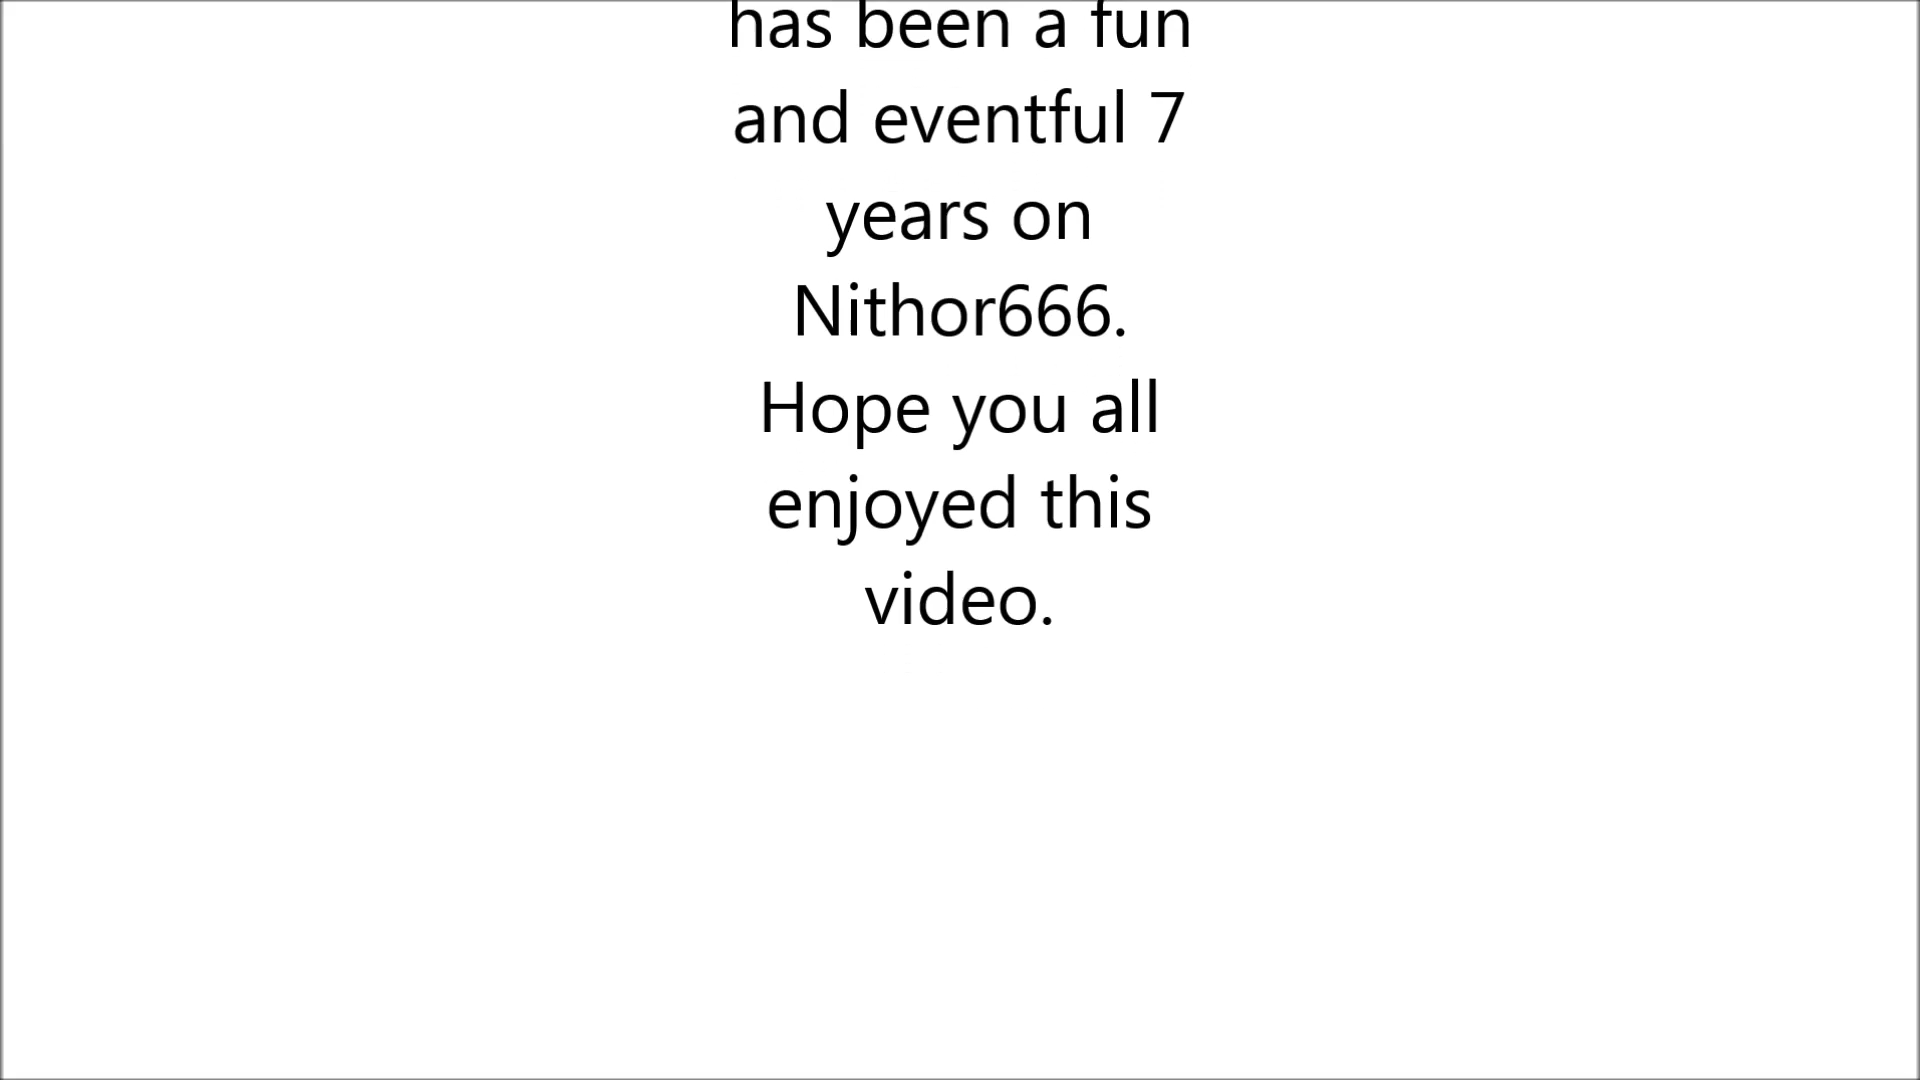 has been a fun
and eventful 7
years on
Nithor666.
Hope you all
enjoyed this
video.